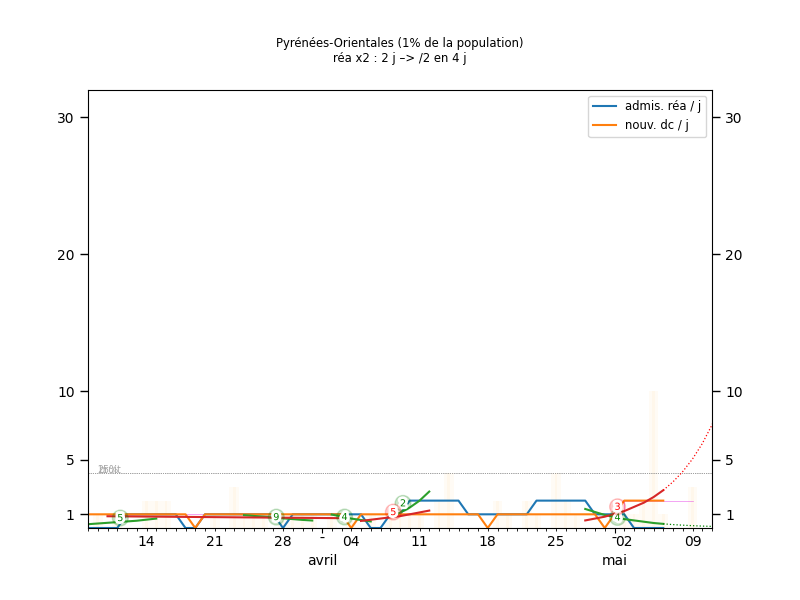 Pyrénées-Orientales (1% de la population)
réa x2 : 2 j –> /2 en 4 j
admis. réa / j
nouv. dc / j
30 30
20 20
10 10
5 5
1 1
5 9 4 5 2 3 4
14 21 28 - 04 11 18 25 - 02 09
avril mai